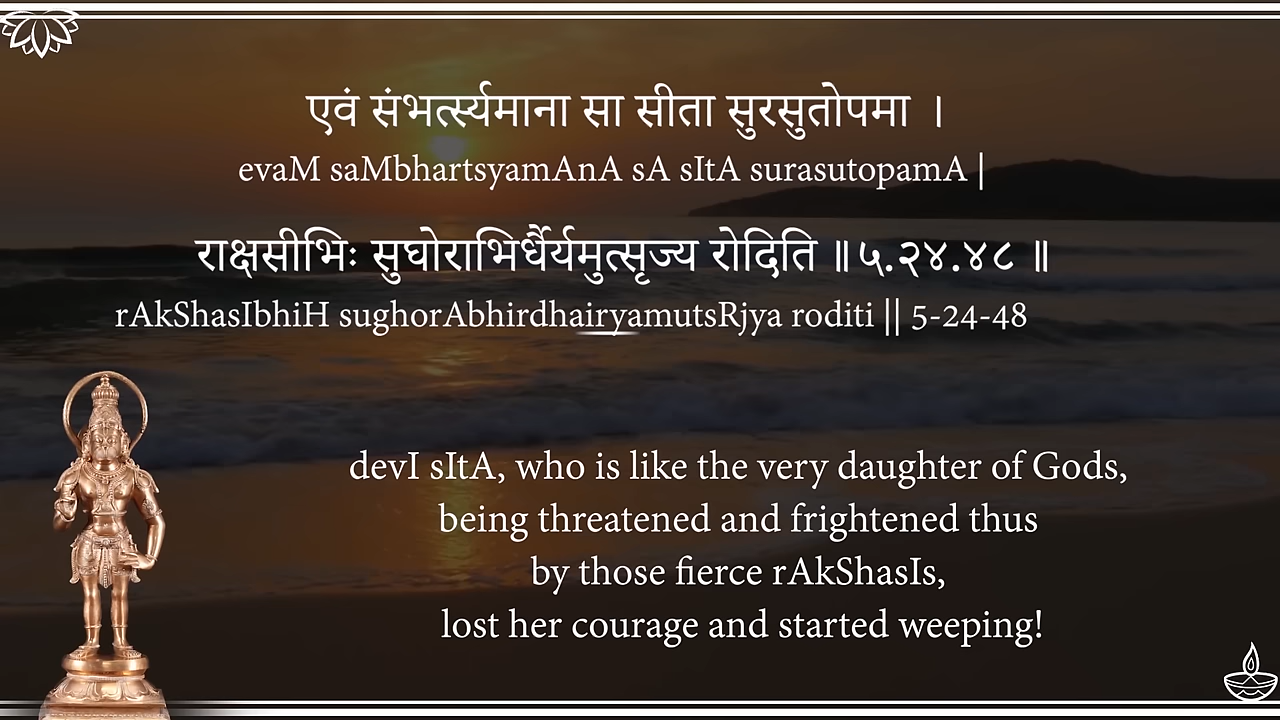 एवं संभर्त्स्यमाना सा सीता सुरसुतोपमा ।
evaM saMbhartsyamAnA sA sItA surasutopamA |
राक्षसीभिः सुघोराभिर्धैर्यमुत्सृज्य रोदिति ॥५.२४.४८ ॥
rAkShasIbhiH sughorAbhirdhairyamutsRjya roditi || 5-24-48
devI sItA, who is like the very daughter of Gods,
being threatened and frightened thus
by those fierce rAkShasIs,
lost her courage and started weeping!